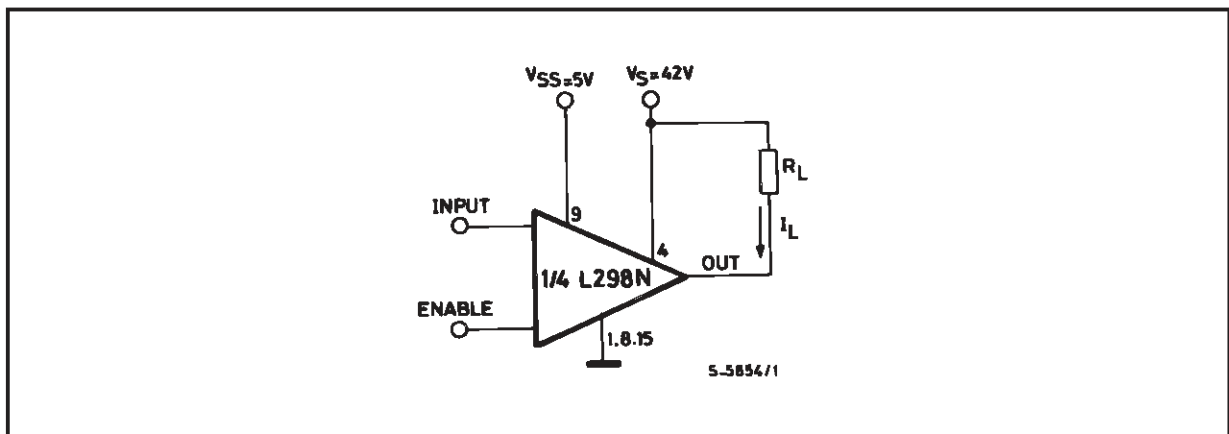 VSS=5V
VS=42V
RL
INPUT
9
IL
4
OUT
1/4 L298N
ENABLE
1.8.15
S-5854/1